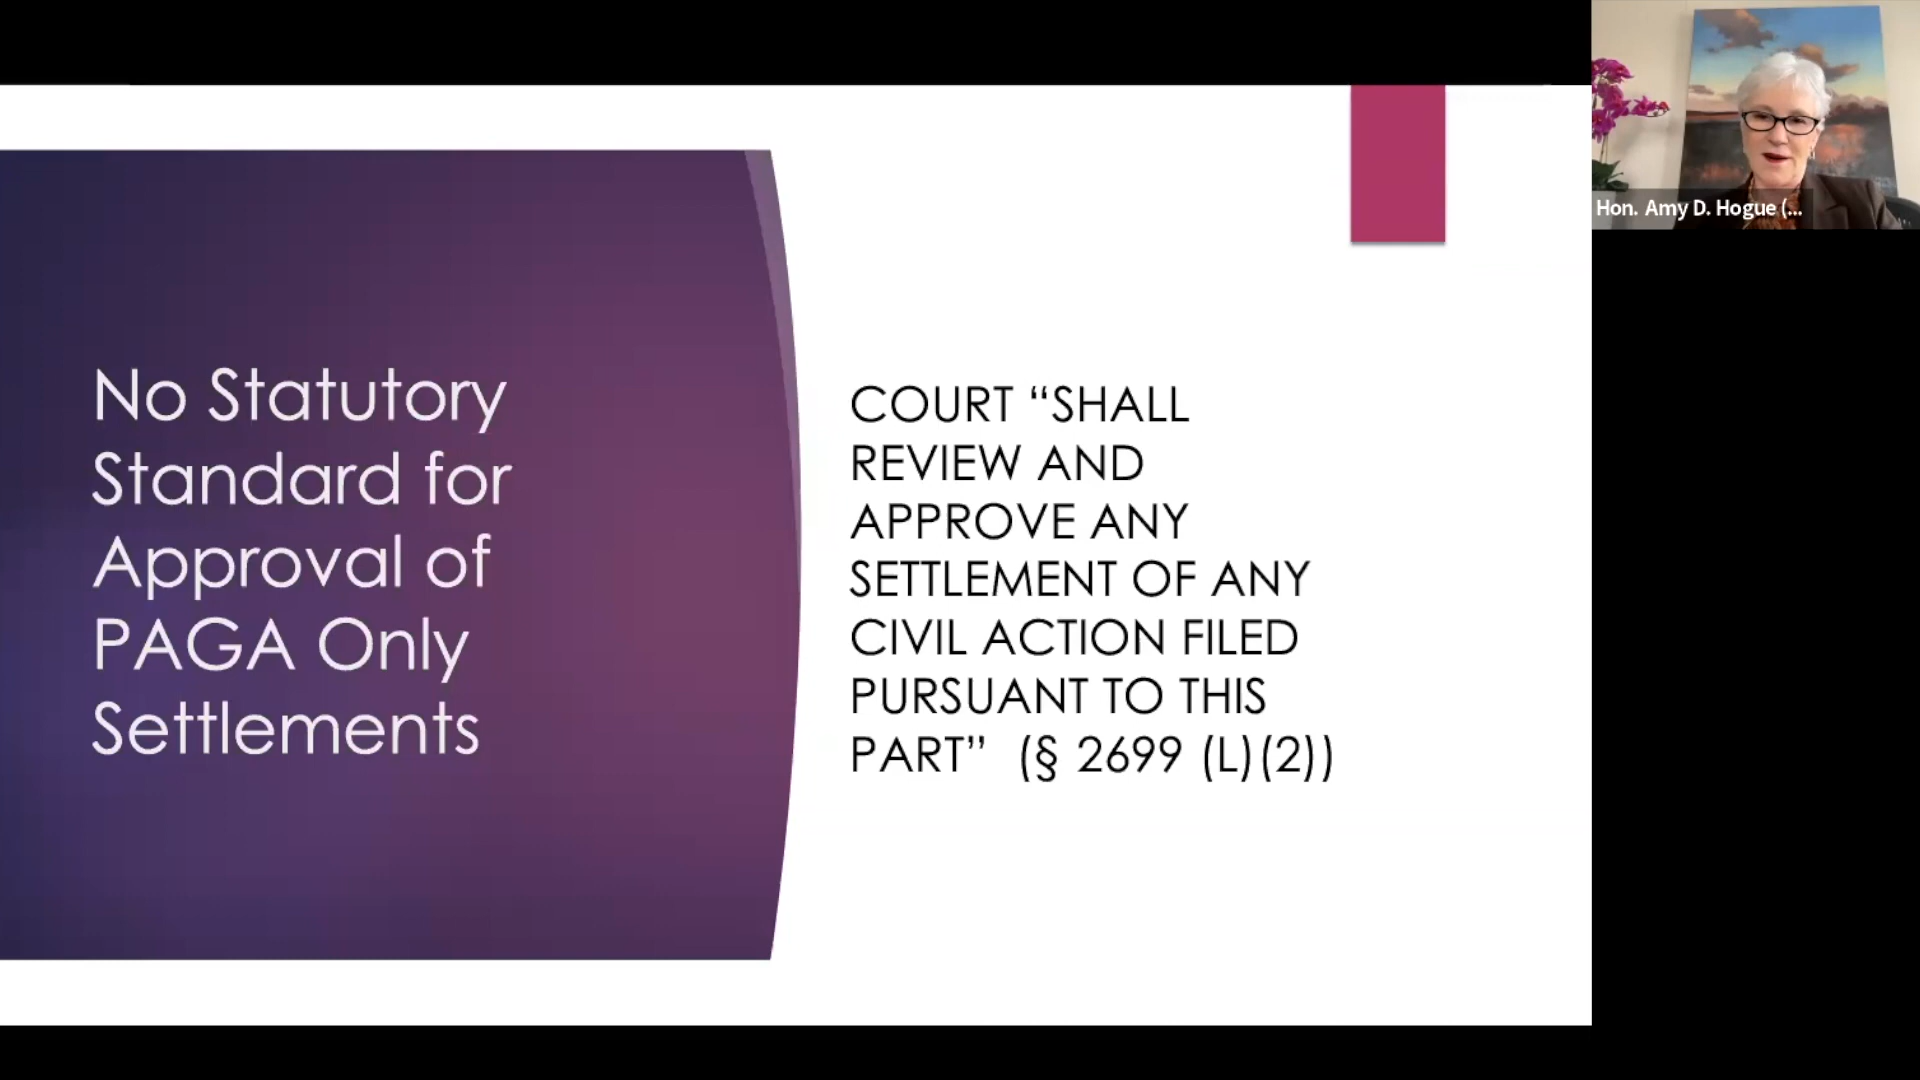 No Statutory
Standard for
Approval of
PAGA Only
Settlements
COURT “SHALL
REVIEW AND
APPROVE ANY
SETTLEMENT OF ANY
CIVIL ACTION FILED
PURSUANT TO THIS
PART” (§ 2699 (L)(2))
Hon. Amy D. Hogue (...